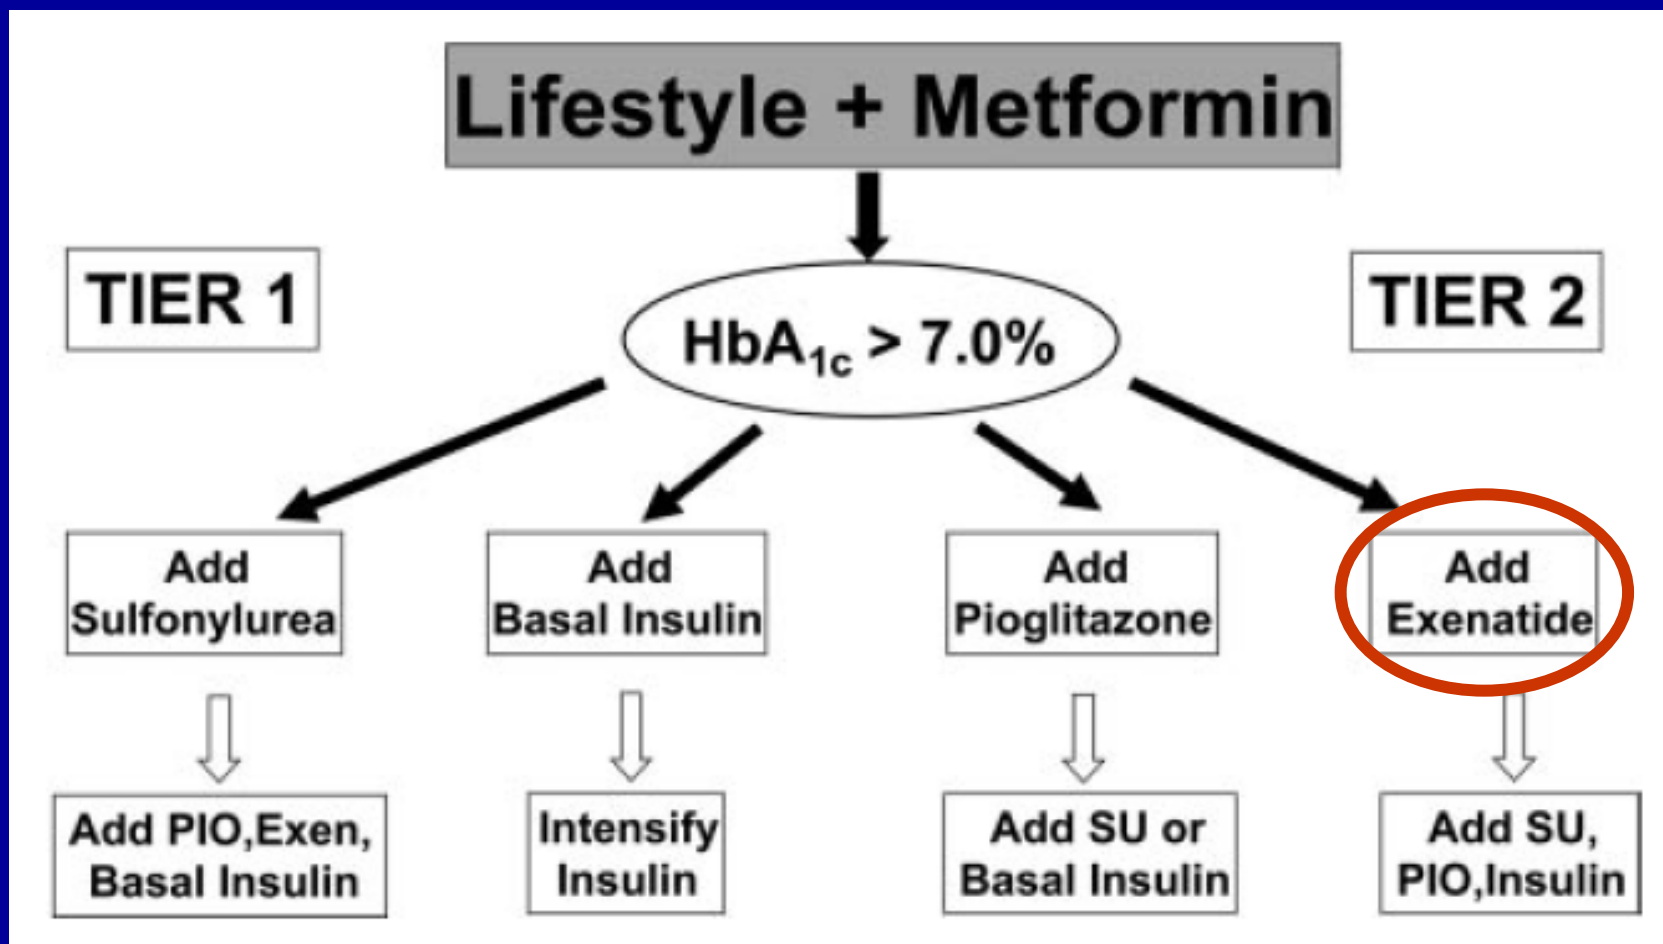 Lifestyle + Metformin
TIER 1
TIER 2
HbA1c > 7.0%
Add
Sulfonylurea
Add
Basal Insulin
Add
Pioglitazone
Add
Exenatide
Add PIO,Exen,
Basal Insulin
Intensify
Insulin
Add SU or
Basal Insulin
Add SU,
PIO,Insulin